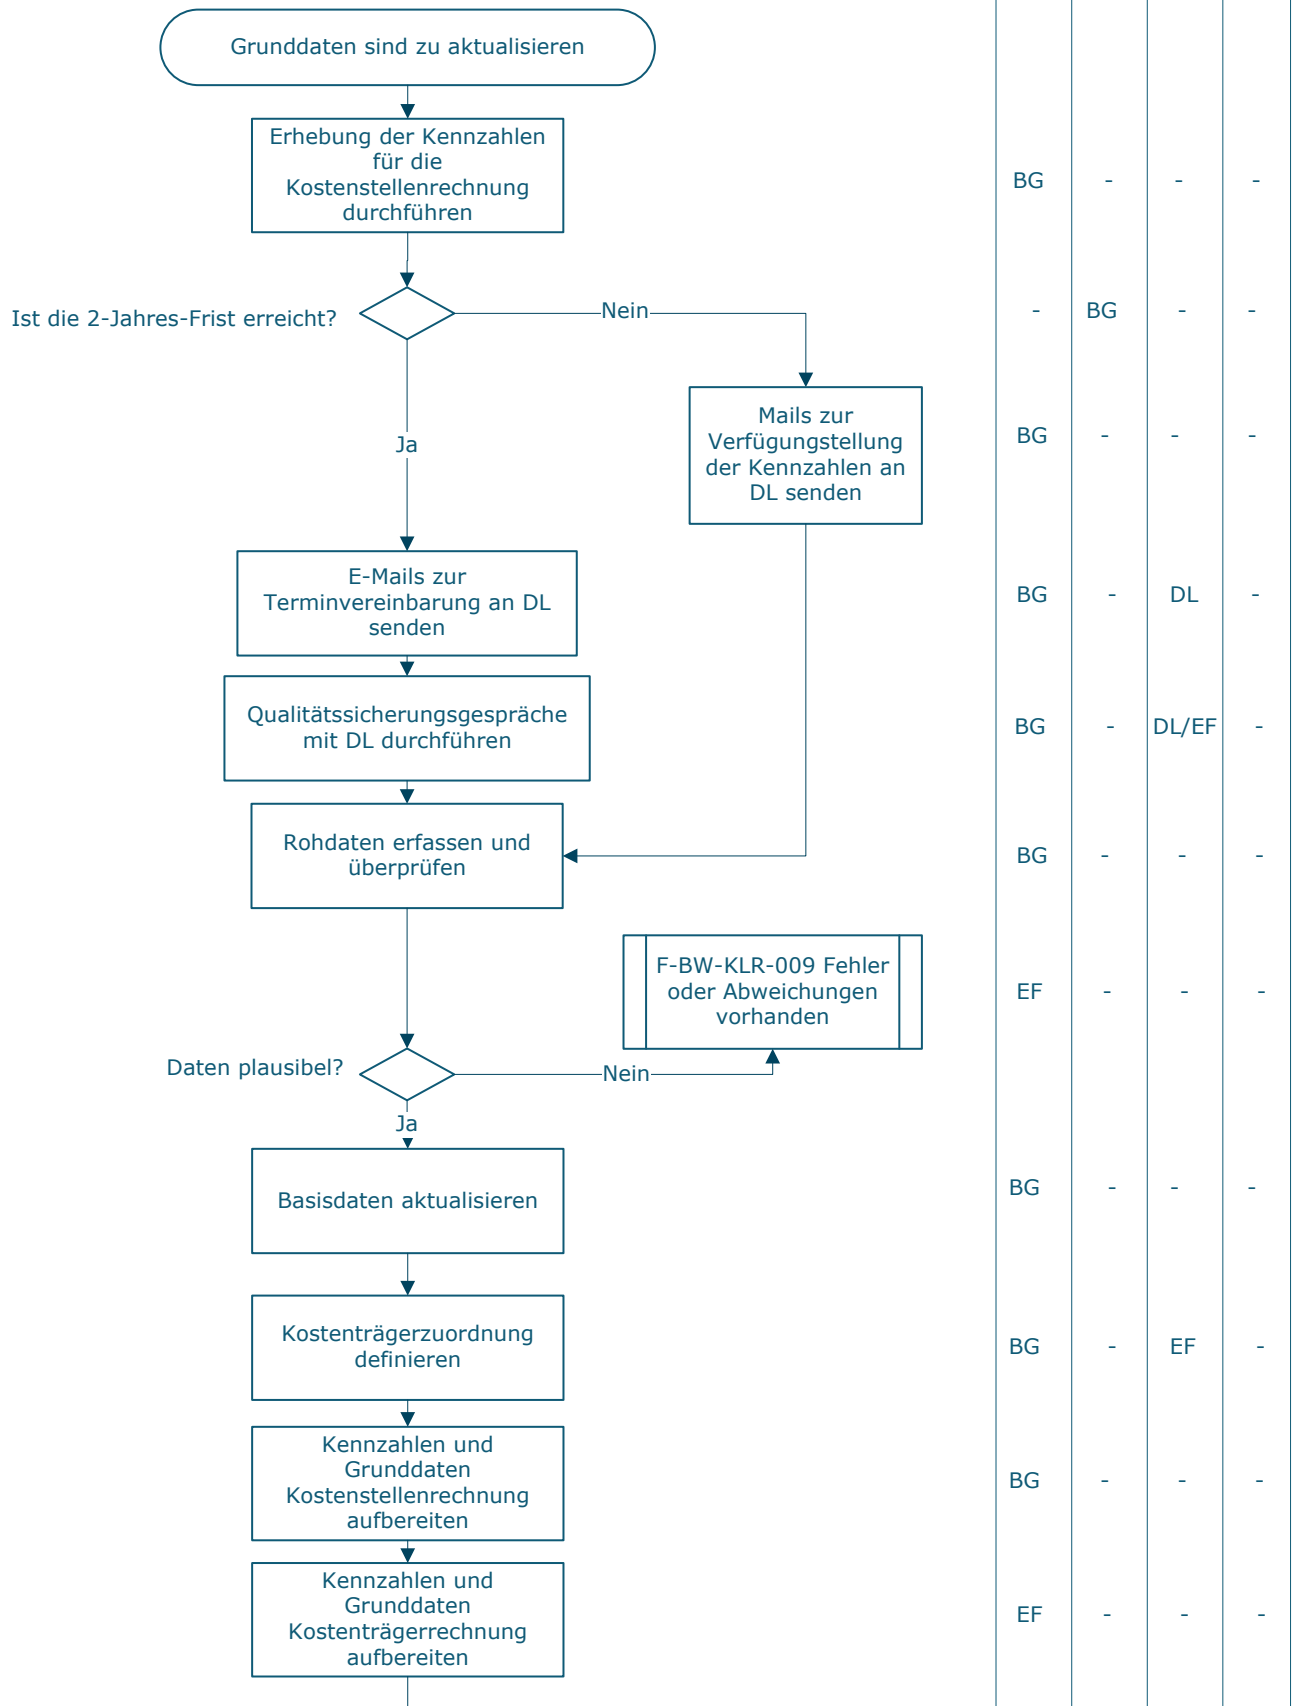 Grunddaten sind zu aktualisieren
Erhebung der Kennzahlen
für die
Kostenstellenrechnung
durchführen
BG - - -
Ist die 2-Jahres-Frist erreicht?
Nein
- BG - -
Ja
Mails zur
Verfügungstellung
der Kennzahlen an
DL senden
BG - - -
E-Mails zur
Terminvereinbarung an DL
senden
BG - DL -
Qualitätssicherungsgespräche
mit DL durchführen
BG - DL/EF -
Rohdaten erfassen und
überprüfen
BG - - -
F-BW-KLR-009 Fehler
oder Abweichungen
vorhanden
EF - - -
Daten plausibel?
Nein
Ja
Basisdaten aktualisieren
BG - - -
Kostenträgerzuordnung
definieren
BG - EF -
Kennzahlen und
Grunddaten
Kostenstellenrechnung
aufbereiten
BG - - -
Kennzahlen und
Grunddaten
Kostenträgerrechnung
aufbereiten
EF - - -